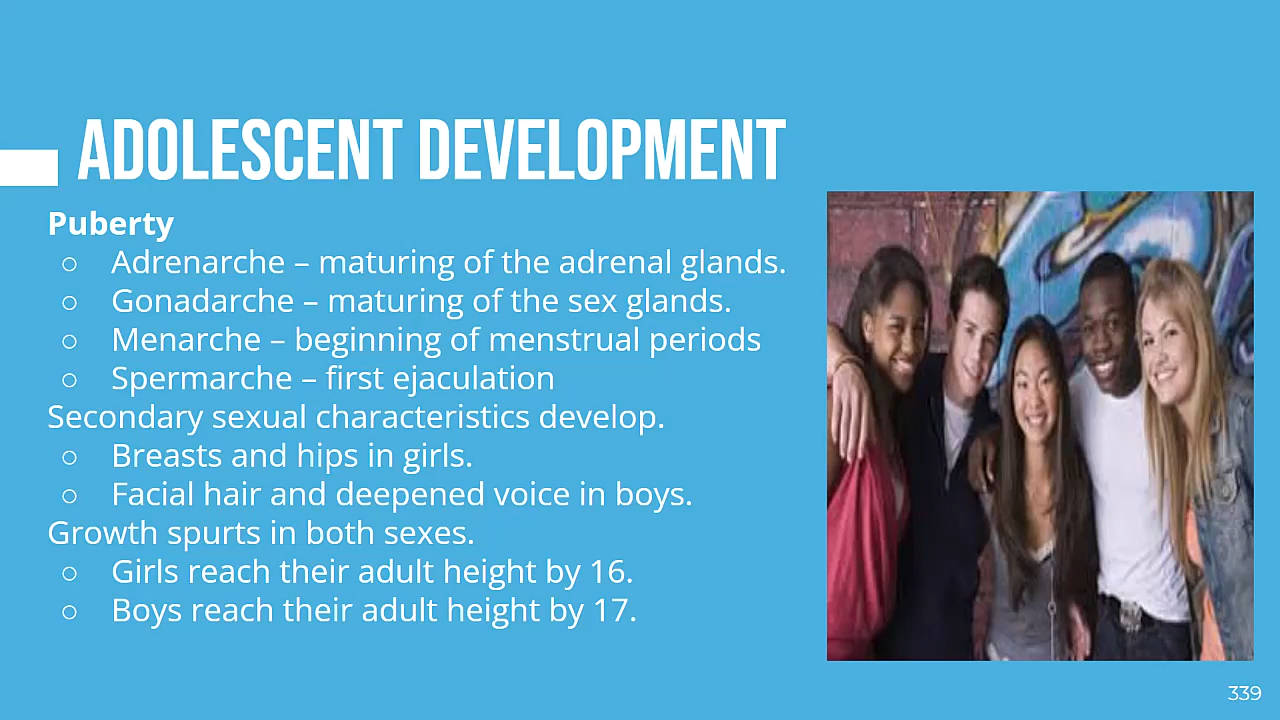 ADOLESCENT DEVELOPMENT
Puberty
○ Adrenarche – maturing of the adrenal glands.
○ Gonadarche – maturing of the sex glands.
○ Menarche – beginning of menstrual periods
○ Spermarche – first ejaculation
Secondary sexual characteristics develop.
○ Breasts and hips in girls.
○ Facial hair and deepened voice in boys.
Growth spurts in both sexes.
○ Girls reach their adult height by 16.
○ Boys reach their adult height by 17.
339